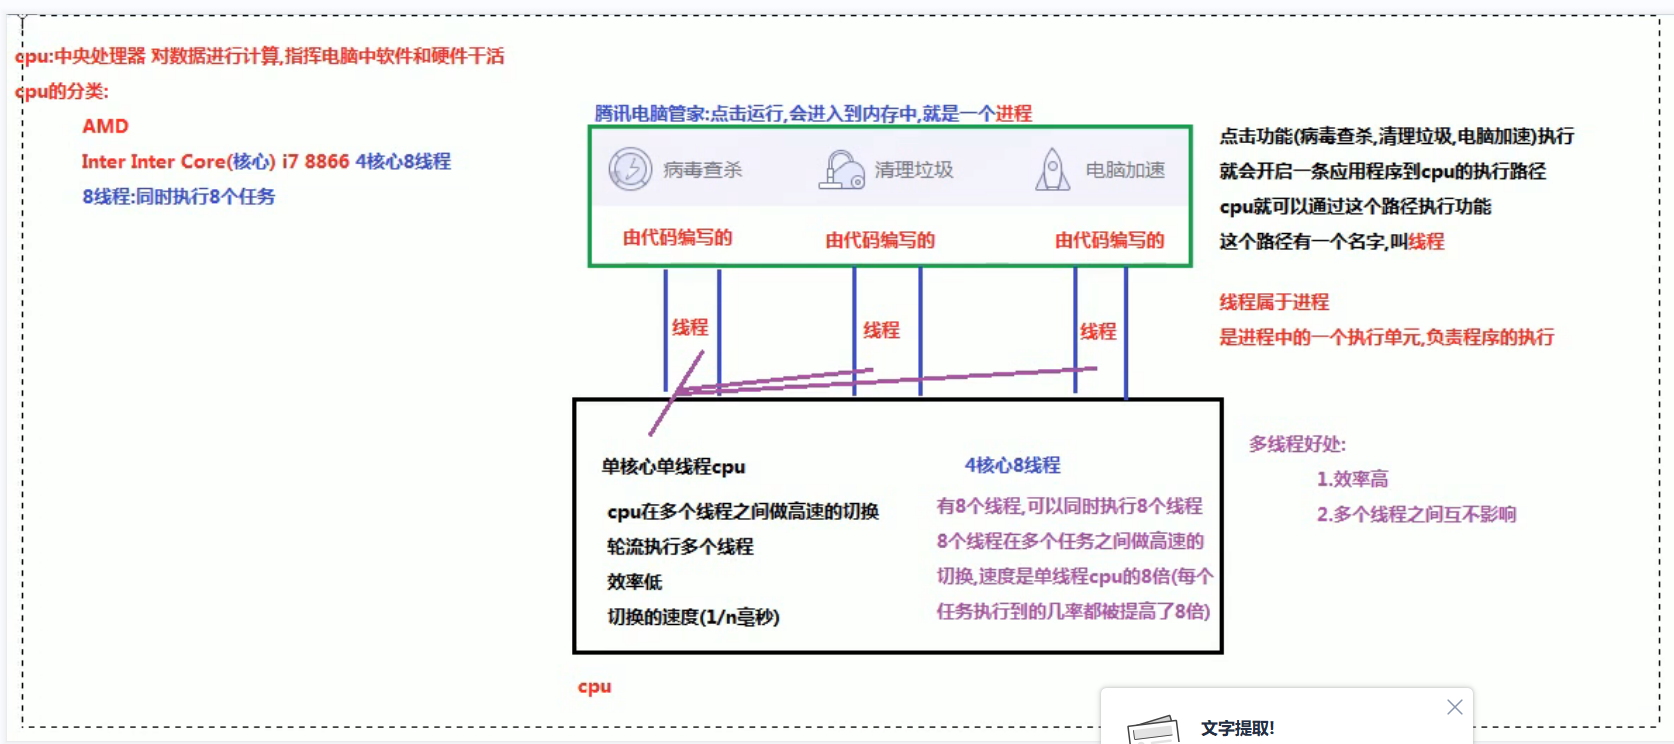 cpu:中央处理器 对数据进行计算,指挥电脑中软件和硬件干活
cpu的分类:
AMD
Inter Inter Core(核心) i7 8866 4核心8线程
8线程:同时执行8个任务
腾讯电脑管家:点击运行,会进入到内存中,就是一个进程
病毒查杀
清理垃圾
电脑加速
由代码编写的
由代码编写的
由代码编写的
线程
线程
线程
点击功能(病毒查杀,清理垃圾,电脑加速)执行
就会开启一条应用程序到cpu的执行路径
cpu就可以通过这个路径执行功能
这个路径有一个名字,叫线程
线程属于进程
是进程中的一个执行单元,负责程序的执行
单核心单线程cpu
cpu在多个线程之间做高速的切换
轮流执行多个线程
效率低
切换的速度(1/n毫秒)
4核心8线程
有8个线程,可以同时执行8个线程
8个线程在多个任务之间做高速的
切换,速度是单线程cpu的8倍(每个
任务执行到的几率都被提高了8倍)
多线程好处:
1.效率高
2.多个线程之间互不影响
cpu
文字提取!